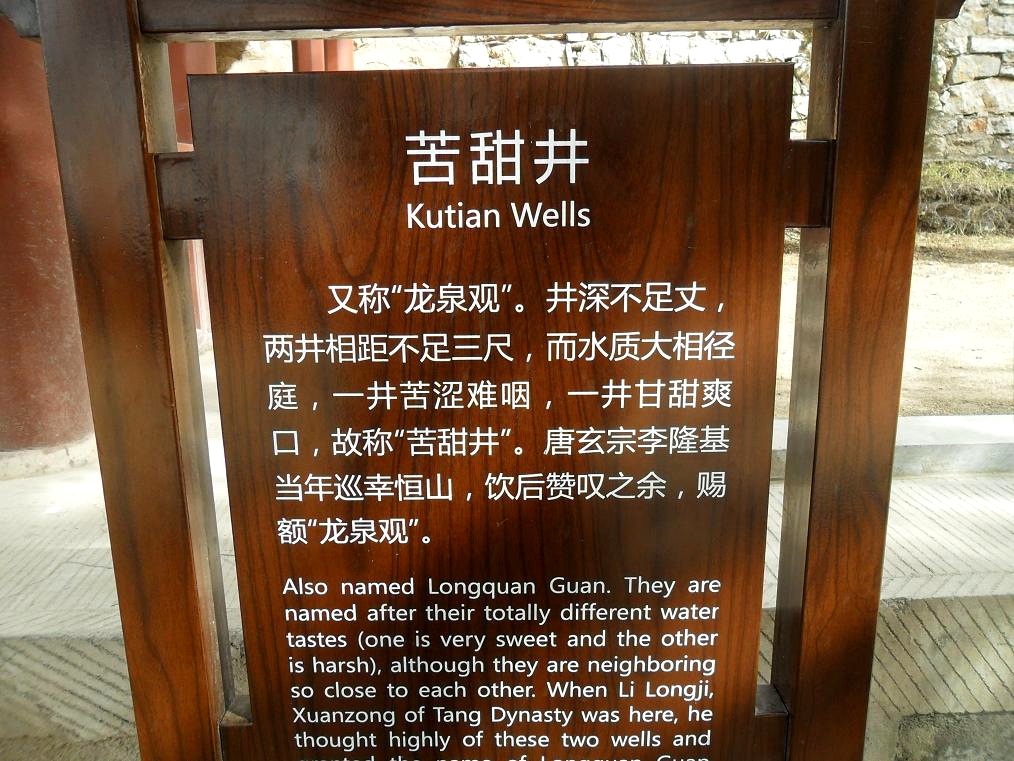 苦甜井
Kutian Wells
又称“龙泉观”。井深不足丈，
两井相距不足三尺，而水质大相径
庭，一井苦涩难咽，一井甘甜爽
口，故称“苦甜井”。唐玄宗李隆基
当年巡幸恒山，饮后赞叹之余，赐
额“龙泉观”。
Also named Longquan Guan. They are
named after their totally different water
tastes (one is very sweet and the other
is harsh), although they are neighboring
so close to each other. When Li Longji,
Xuanzong of Tang Dynasty was here, he
thought highly of these two wells and
granted the name of Longquan Guan